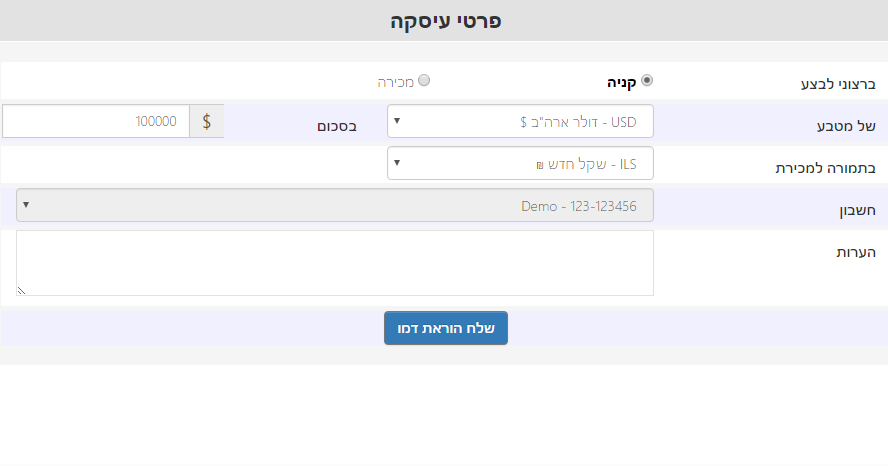 פרטי עיסקה
ברצוני לבצע קניה מכירה
של מטבע USD - דולר ארה"ב $ בסכום $ 100000
בתמורה למכירת ILS - שקל חדש ₪
חשבון Demo - 123-123456
הערות
שלח הוראת דמו